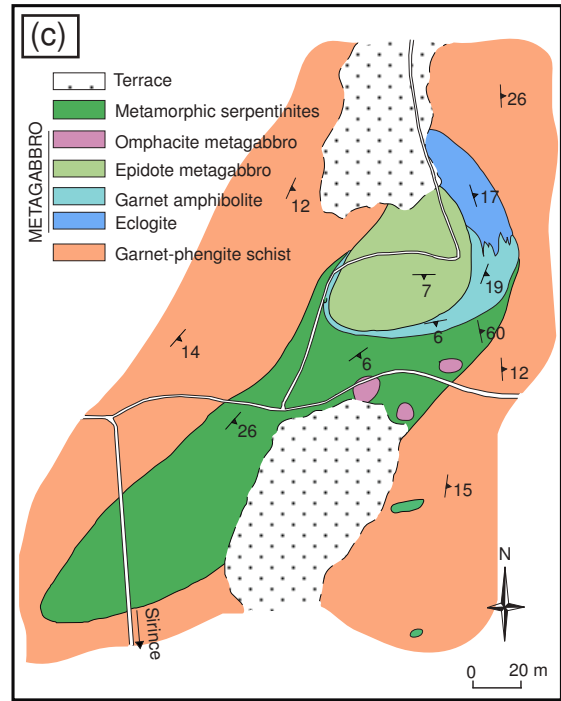 (c)
Terrace
Metamorphic serpentinites
METAGABBRO
Omphacite metagabbro
Epidote metagabbro
Garnet amphibolite
Eclogite
Garnet-phengite schist
26
17
12
19
7
6
60
14
6
12
26
15
Sirince
N
0 20 m